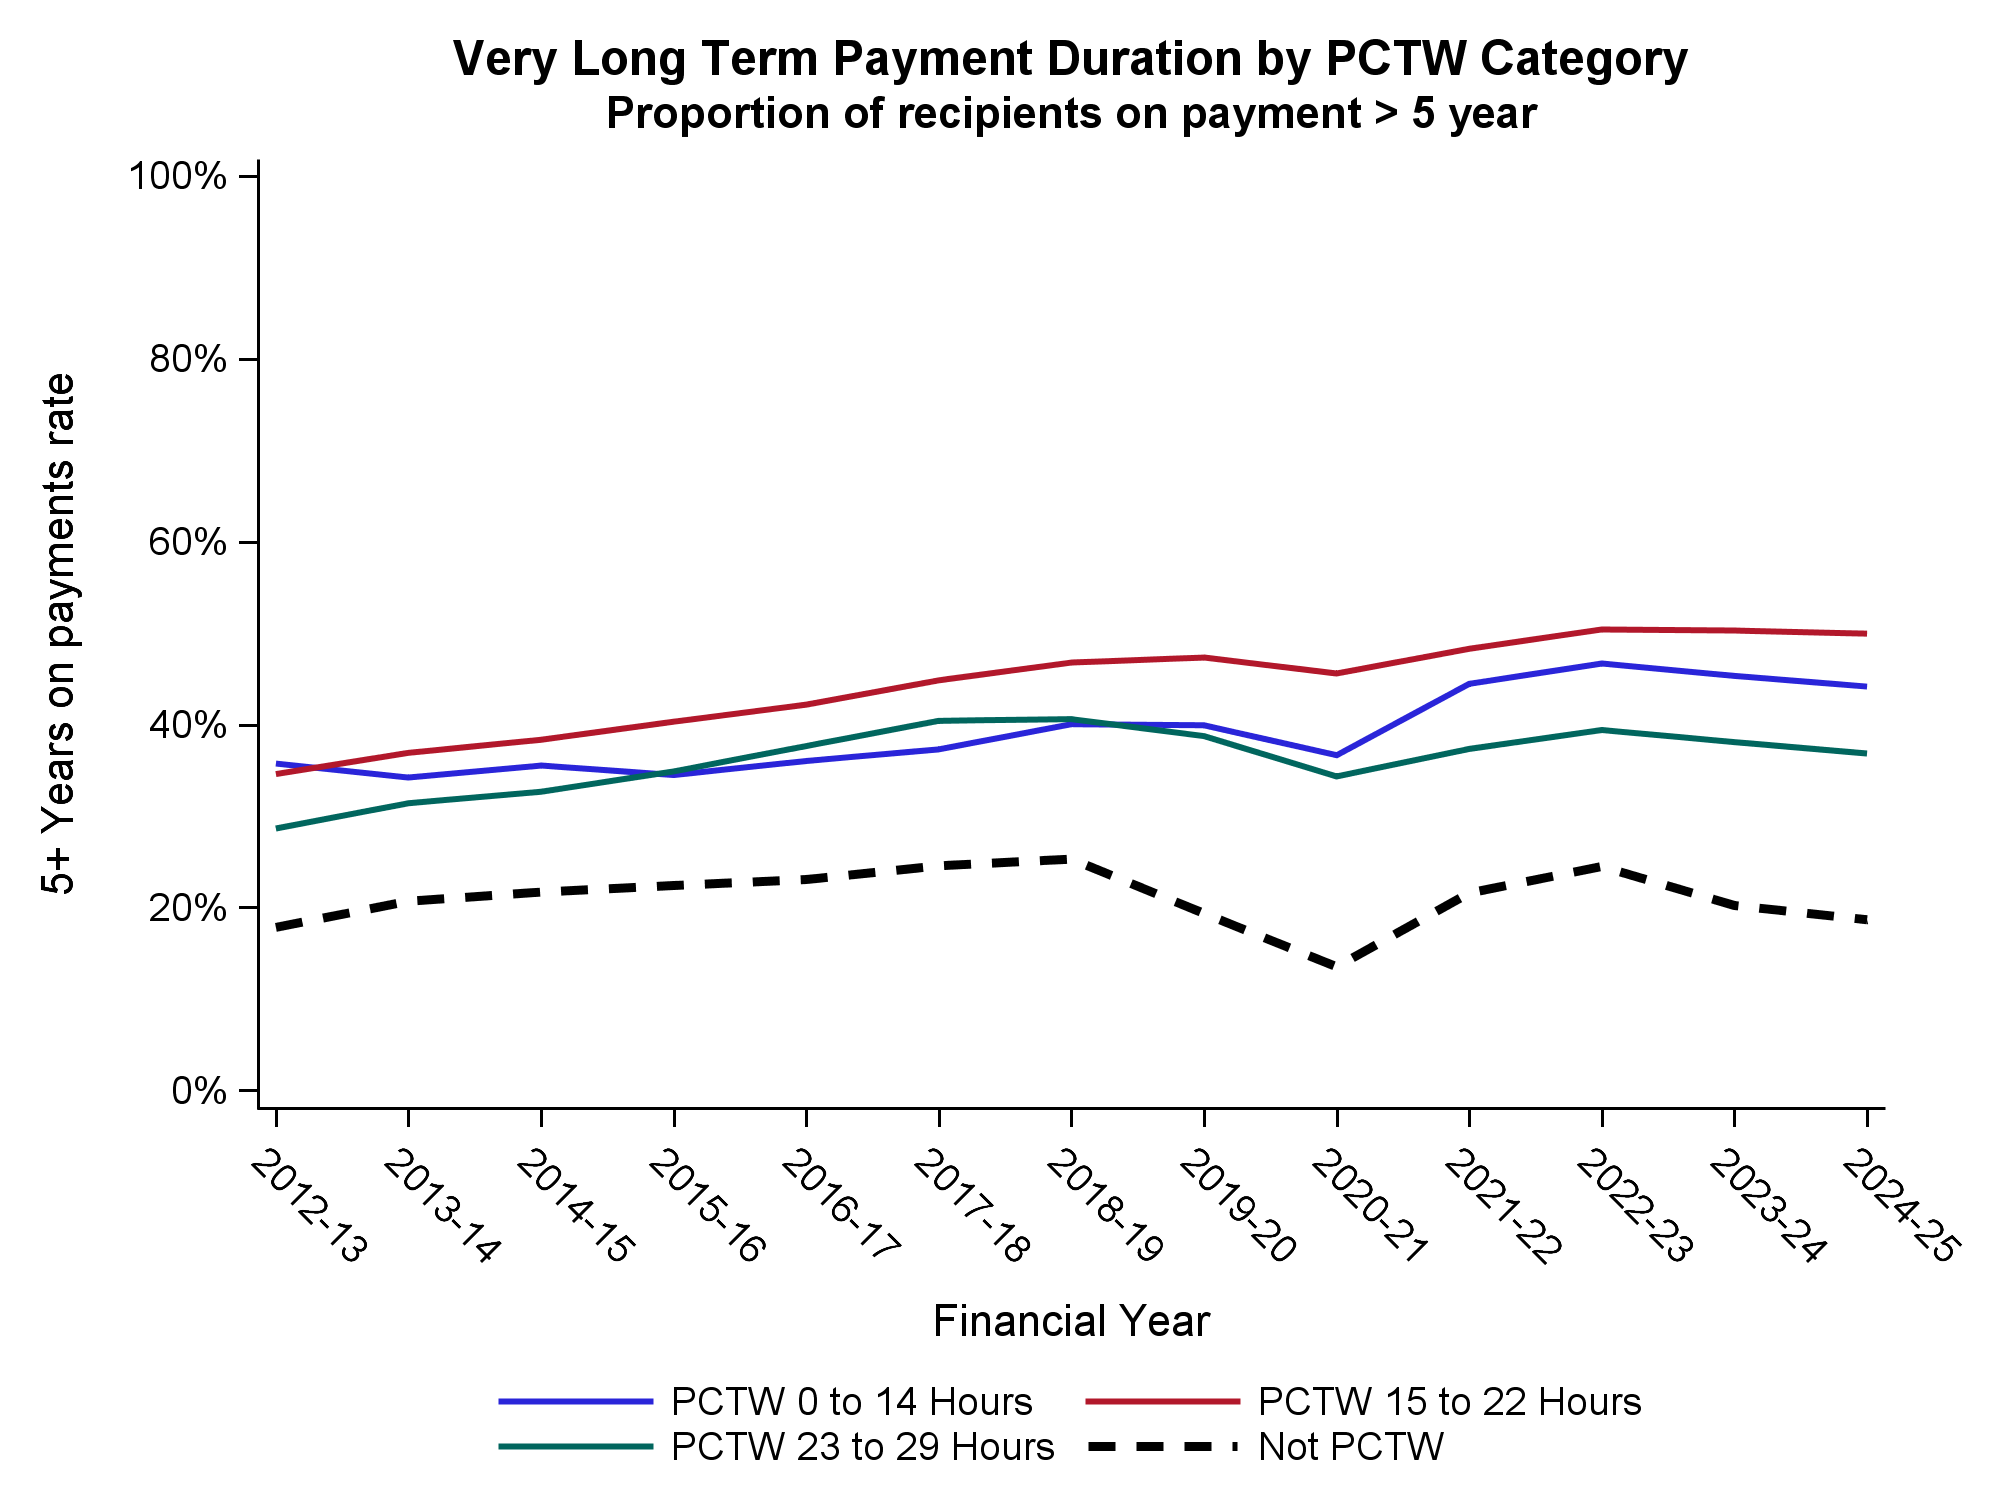 Very Long Term Payment Duration by PCTW Category
Proportion of recipients on payment > 5 year
100%
80%
60%
40%
20%
0%
5+ Years on payments rate
2012-13
2013-14
2014-15
2015-16
2016-17
2017-18
2018-19
2019-20
2020-21
2021-22
2022-23
2023-24
2024-25
Financial Year
PCTW 0 to 14 Hours
PCTW 15 to 22 Hours
PCTW 23 to 29 Hours
Not PCTW